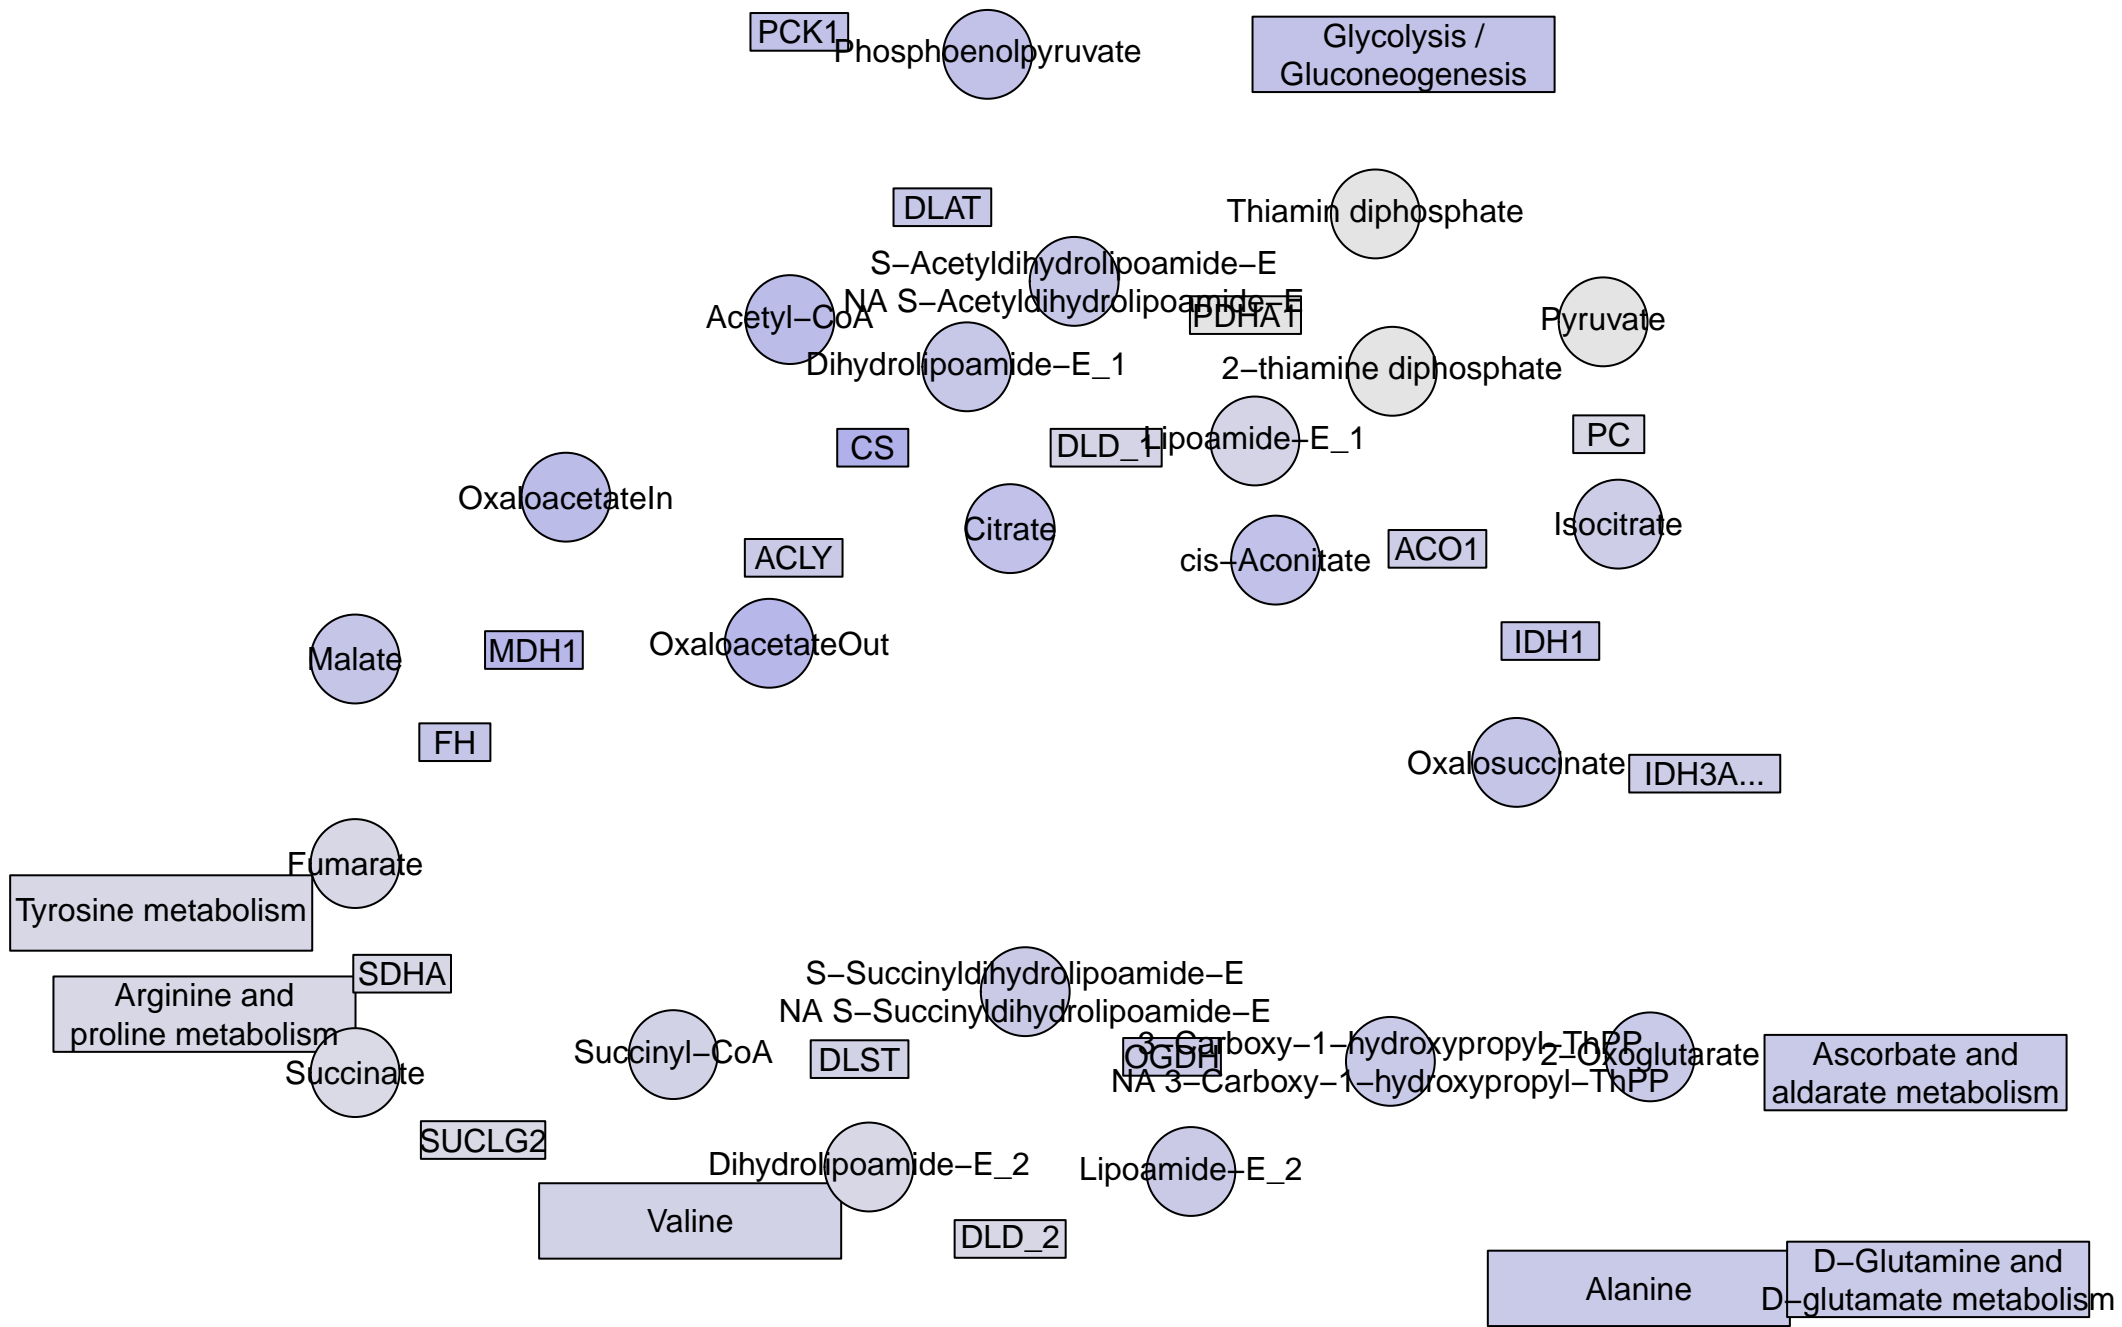 PCK1
Phosphoenolpyruvate
Glycolysis /
Gluconeogenesis
DLAT
Thiamin diphosphate
S−Acetyldihydrolipoamide−E
NA S−Acetyldihydrolipoamide−E
PDHA1
Acetyl−CoA
Pyruvate
Dihydrolipoamide−E_1
2−thiamine diphosphate
CS
DLD_1
Lipoamide−E_1
PC
OxaloacetateIn
Citrate
Isocitrate
ACLY
cis−Aconitate
ACO1
Malate
MDH1
OxaloacetateOut
IDH1
FH
Oxalosuccinate
IDH3A...
Fumarate
Tyrosine metabolism
SDHA
Arginine and
proline metabolism
Succinate
S−Succinyldihydrolipoamide−E
NA S−Succinyldihydrolipoamide−E
Succinyl−CoA
DLST
OGDH
3−Carboxy−1−hydroxypropyl−ThPP
NA 3−Carboxy−1−hydroxypropyl−ThPP
2−Oxoglutarate
Ascorbate and
aldarate metabolism
SUCLG2
Dihydrolipoamide−E_2
Lipoamide−E_2
Valine
DLD_2
Alanine
D−Glutamine and
D−glutamate metabolism